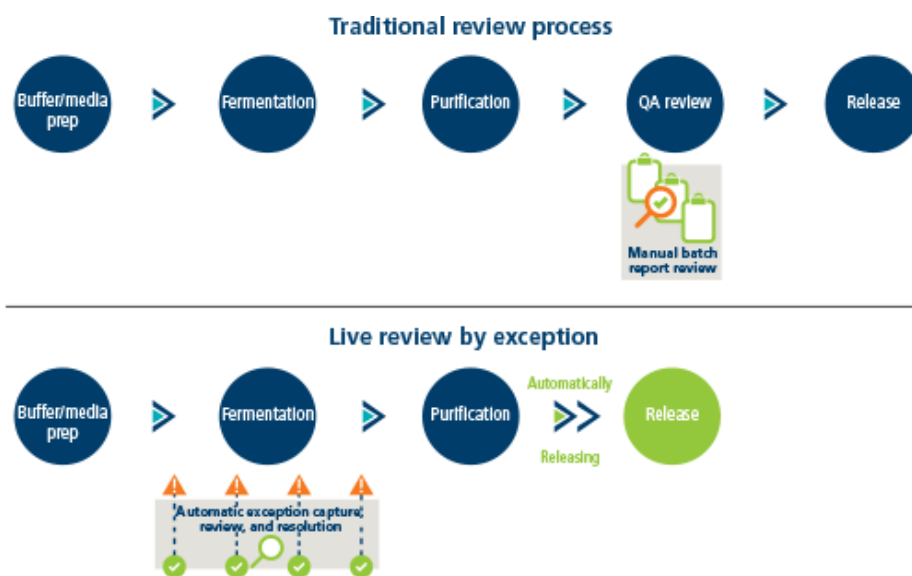 Traditional review process
Buffer/media
prep
Fermentation
Purification
QA review
Release
Manual batch
report review
Live review by exception
Buffer/media
prep
Fermentation
Purification
Automatically
Releasing
Release
Automatic exception capture,
review, and resolution